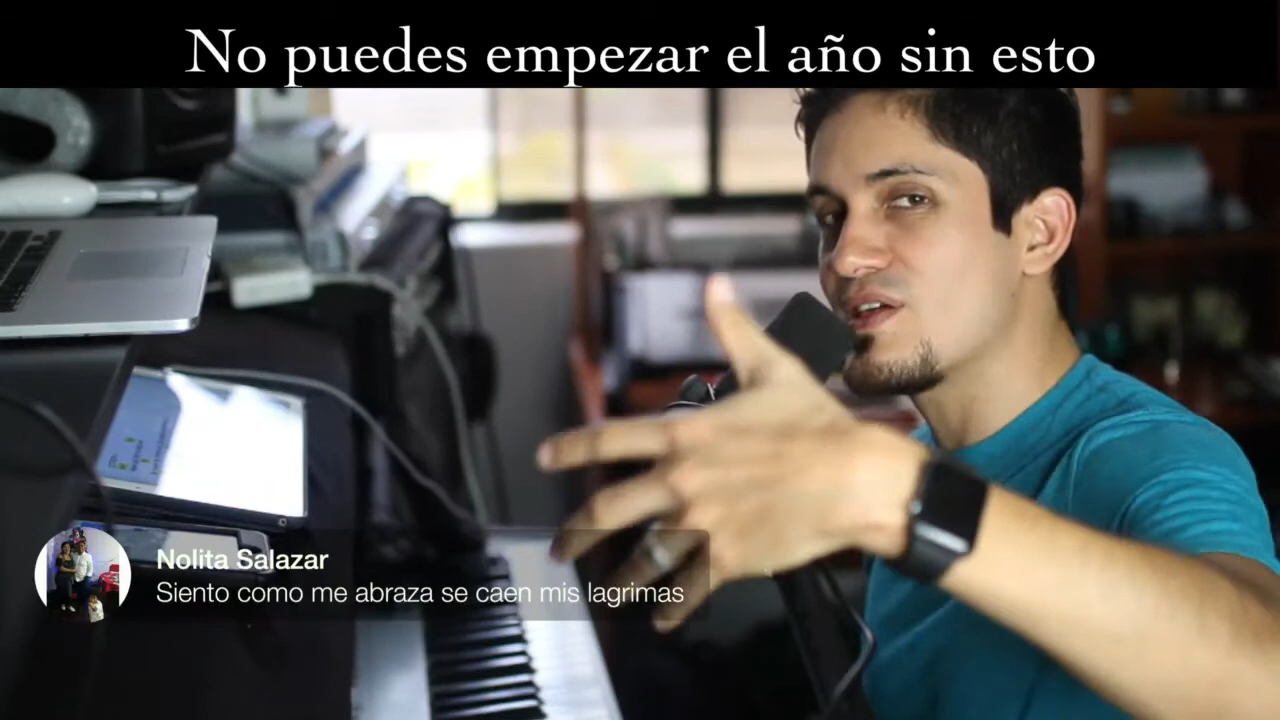 No puedes empezar el año sin esto
Nolita Salazar
Siento como me abraza se caen mis lagrimas